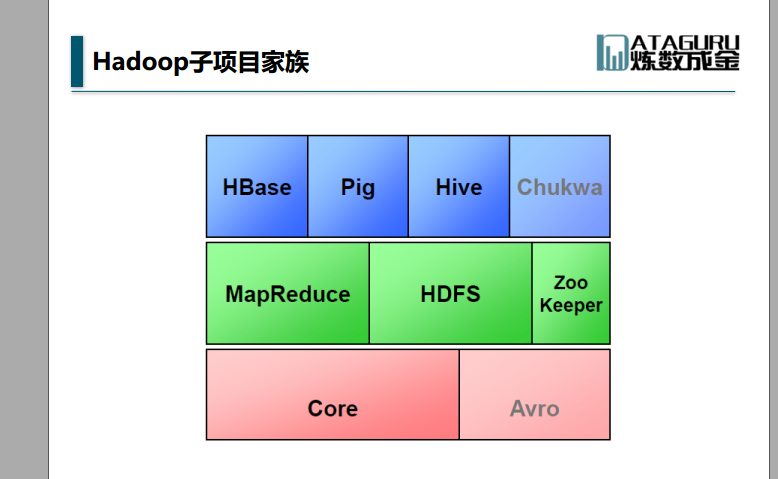 Hadoop子项目家族
ATAGURU
炼数成金
HBase
Pig
Hive
Chukwa
MapReduce
HDFS
Zoo
Keeper
Core
Avro